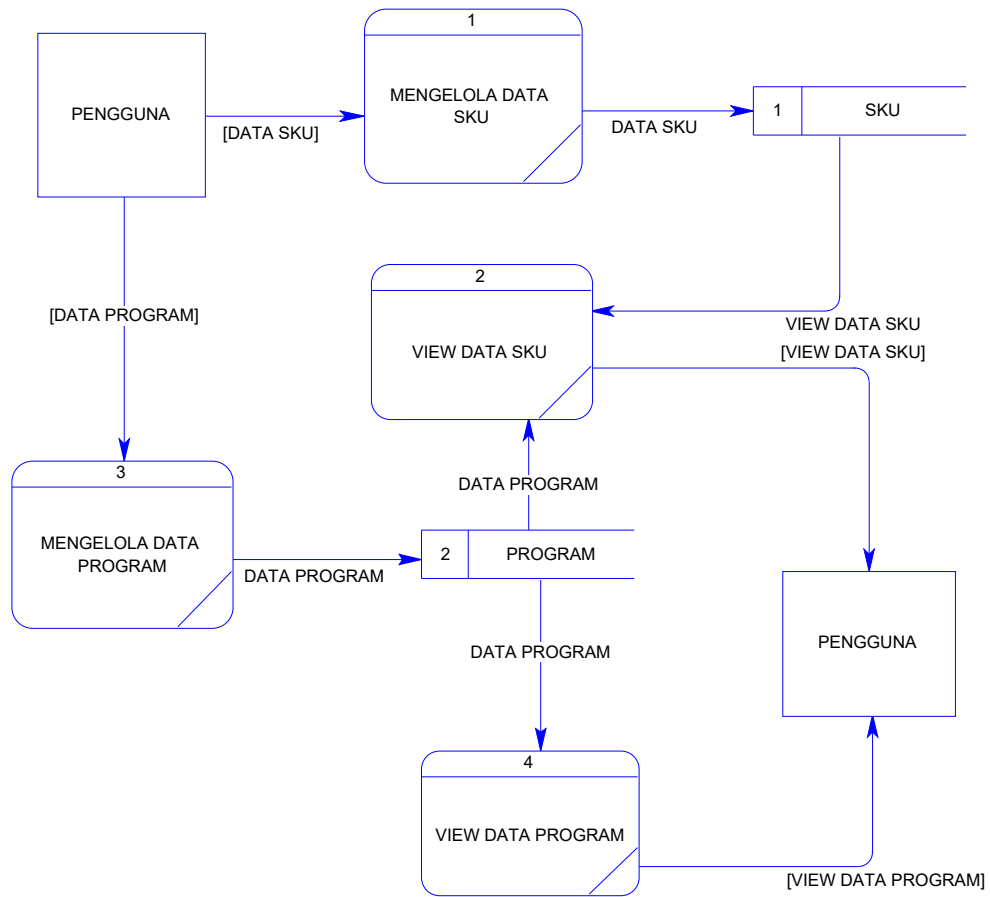 1
PENGGUNA
MENGELOLA DATA
SKU
[DATA SKU]
DATA SKU
1
SKU
2
VIEW DATA SKU
[DATA PROGRAM]
VIEW DATA SKU
[VIEW DATA SKU]
3
MENGELOLA DATA
PROGRAM
DATA PROGRAM
DATA PROGRAM
2
PROGRAM
DATA PROGRAM
PENGGUNA
4
VIEW DATA PROGRAM
[VIEW DATA PROGRAM]